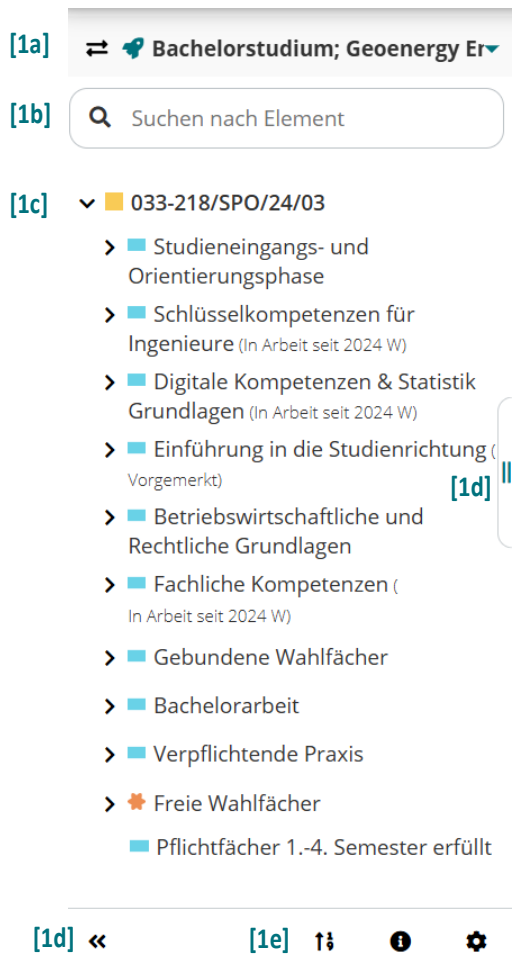 [1a] Bachelorstudium; Geoenergy Er
[1b] Suchen nach Element
[1c] 033-218/SPO/24/03
Studieneingangs- und
Orientierungsphase
Schlüsselkompetenzen für
Ingenieure (In Arbeit seit 2024 W)
Digitale Kompetenzen & Statistik
Grundlagen (In Arbeit seit 2024 W)
Einführung in die Studienrichtung (
Vorgemerkt)
[1d]
Betriebswirtschaftliche und
Rechtliche Grundlagen
Fachliche Kompetenzen (
In Arbeit seit 2024 W)
Gebundene Wahlfächer
Bachelorarbeit
Verpflichtende Praxis
Freie Wahlfächer
Pflichtfächer 1.-4. Semester erfüllt
[1d] [1e]